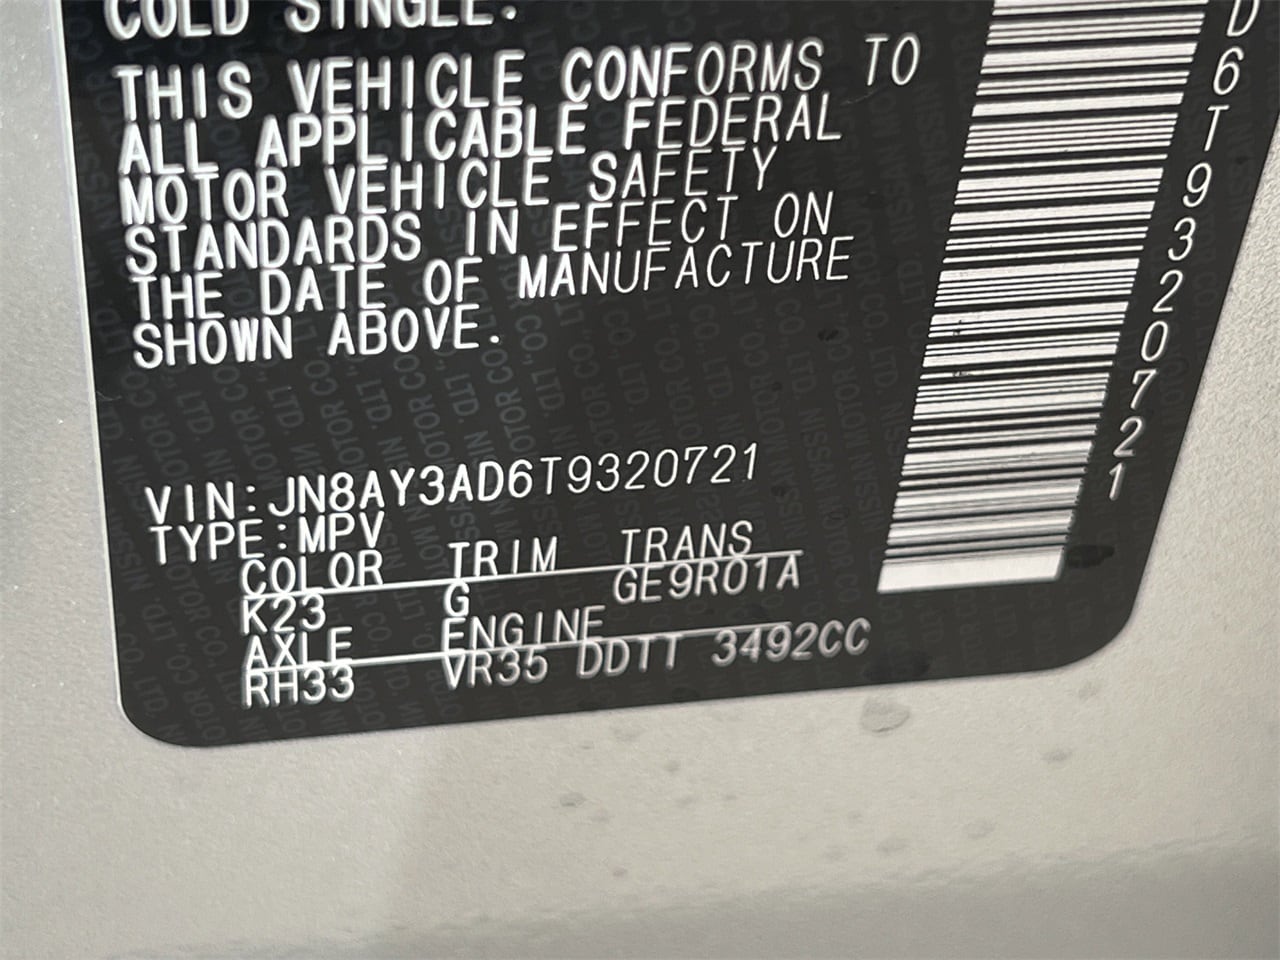 COLD SINGLE.
THIS VEHICLE CONFORMS TO
ALL APPLICABLE FEDERAL
MOTOR VEHICLE SAFETY
STANDARDS IN EFFECT ON
THE DATE OF MANUFACTURE
SHOWN ABOVE.
VIN:JN8AY3AD6T9320721
TYPE:MPV
COLOR TRIM TRANS
K23 G GE9R01A
AXLE ENGINE
RH33 VR35 DDTT 3492CC
D6T9320721